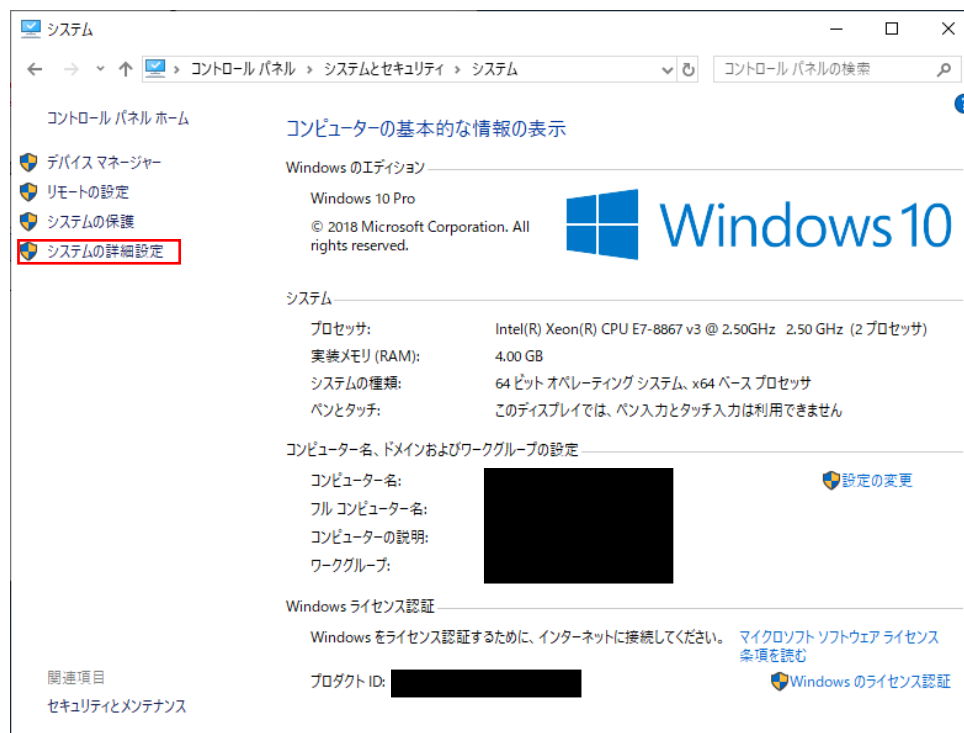 システム
コントロール パネル › システムとセキュリティ › システム
コントロール パネルの検索
コントロール パネル ホーム
デバイス マネージャー
リモートの設定
システムの保護
システムの詳細設定
コンピューターの基本的な情報の表示
Windows のエディション
Windows 10 Pro
© 2018 Microsoft Corporation. All
rights reserved.
Windows 10
システム
プロセッサ: Intel(R) Xeon(R) CPU E7-8867 v3 @ 2.50GHz 2.50 GHz (2 プロセッサ)
実装メモリ (RAM): 4.00 GB
システムの種類: 64 ビット オペレーティング システム、x64 ベース プロセッサ
ペンとタッチ: このディスプレイでは、ペン入力とタッチ入力は利用できません
コンピューター名、ドメインおよびワークグループの設定
コンピューター名: 設定の変更
フル コンピューター名:
コンピューターの説明:
ワークグループ:
Windows ライセンス認証
Windows をライセンス認証するために、インターネットに接続してください。 マイクロソフト ソフトウェア ライセンス
条項を読む
プロダクト ID: Windows のライセンス認証
関連項目
セキュリティとメンテナンス